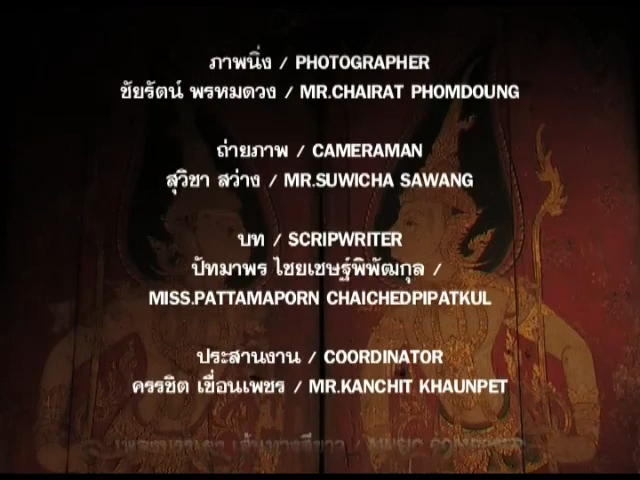 ภาพนิ่ง / PHOTOGRAPHER
ชัยรัตน์ พรหมดวง / MR.CHAIRAT PHOMDOUNG
ถ่ายภาพ / CAMERAMAN
สุวิชา สว่าง / MR.SUWICHA SAWANG
บท / SCRIPWRITER
ปัทมาพร ไชยเชษฐ์พิพัฒกุล /
MISS.PATTAMAPORN CHAICHEDPIPATKUL
ประสานงาน / COORDINATOR
ครรชิต เขื่อนเพชร / MR.KANCHIT KHAUNPET
/ MUSIC